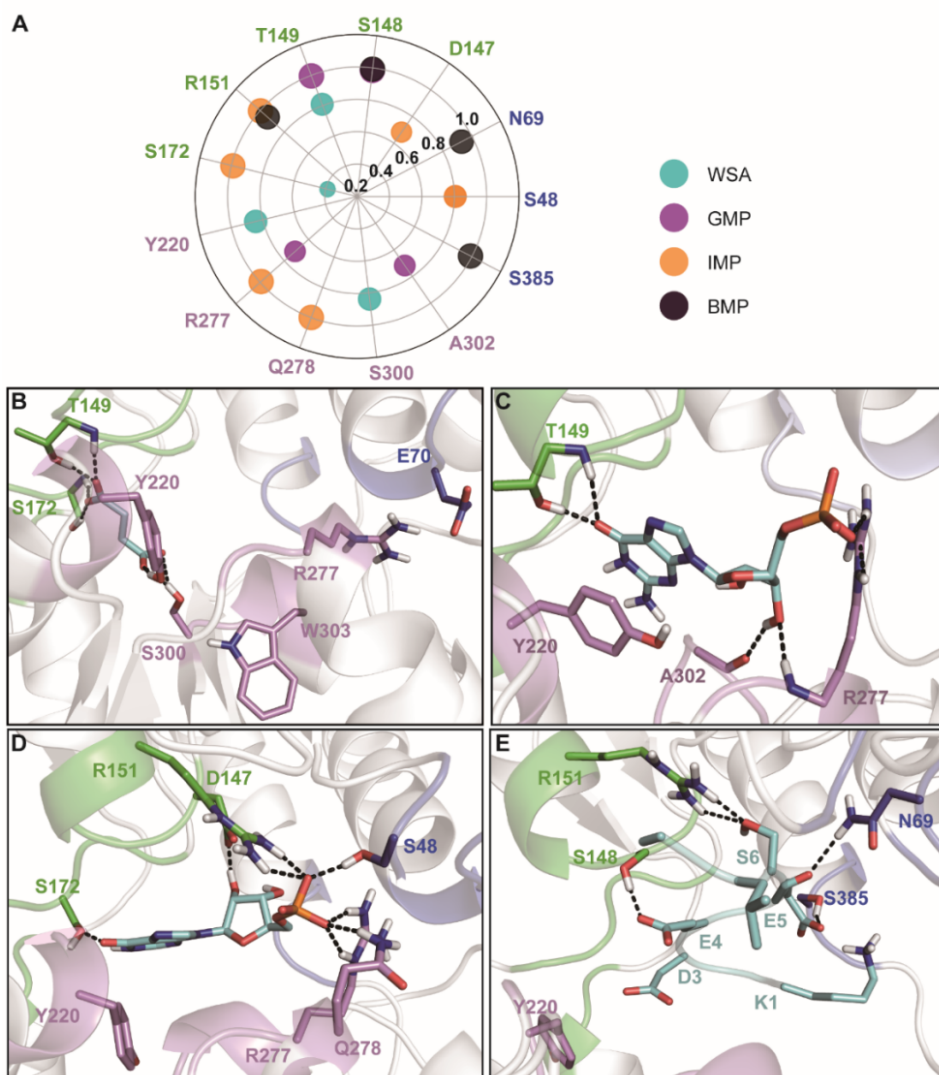 A
S148
T149
D147
R151
N69
1.0
0.8
0.6
0.4
0.2
S172
S48
Y220
S385
R277
A302
Q278
S300
WSA
GMP
IMP
BMP
B
T149
Y220
S172
E70
R277
S300
W303
C
T149
Y220
A302
R277
D
R151
D147
S48
S172
Y220
R277
Q278
E
R151
N69
S148
S6
S385
E5
E4
D3
K1
Y220